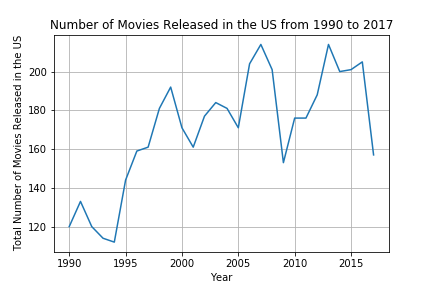 Number of Movies Released in the US from 1990 to 2017
Total Number of Movies Released in the US
200
180
160
140
120
1990 1995 2000 2005 2010 2015
Year